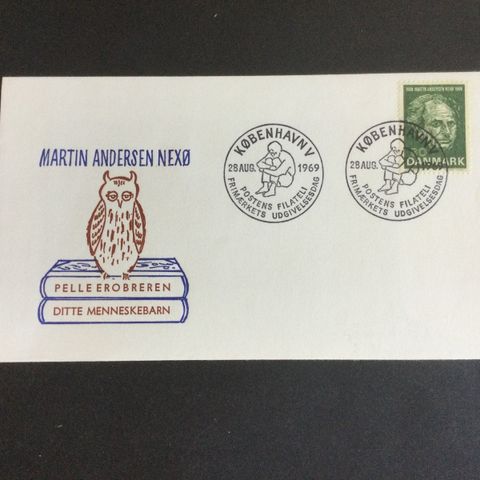 MARTIN ANDERSEN NEXØ
PELLE EROBREREN
DITTE MENNESKEBARN
KØBENHAVN V
28 AUG. 1969
POSTENS FILATELI
FRIMÆRKETS UDGIVELSESDAG
KØBENHAVN V
28 AUG.
POSTENS FILATELI
FRIMÆRKETS UDGIVELSESDAG
1869 MARTIN ANDERSEN NEXØ 1969
DANMARK